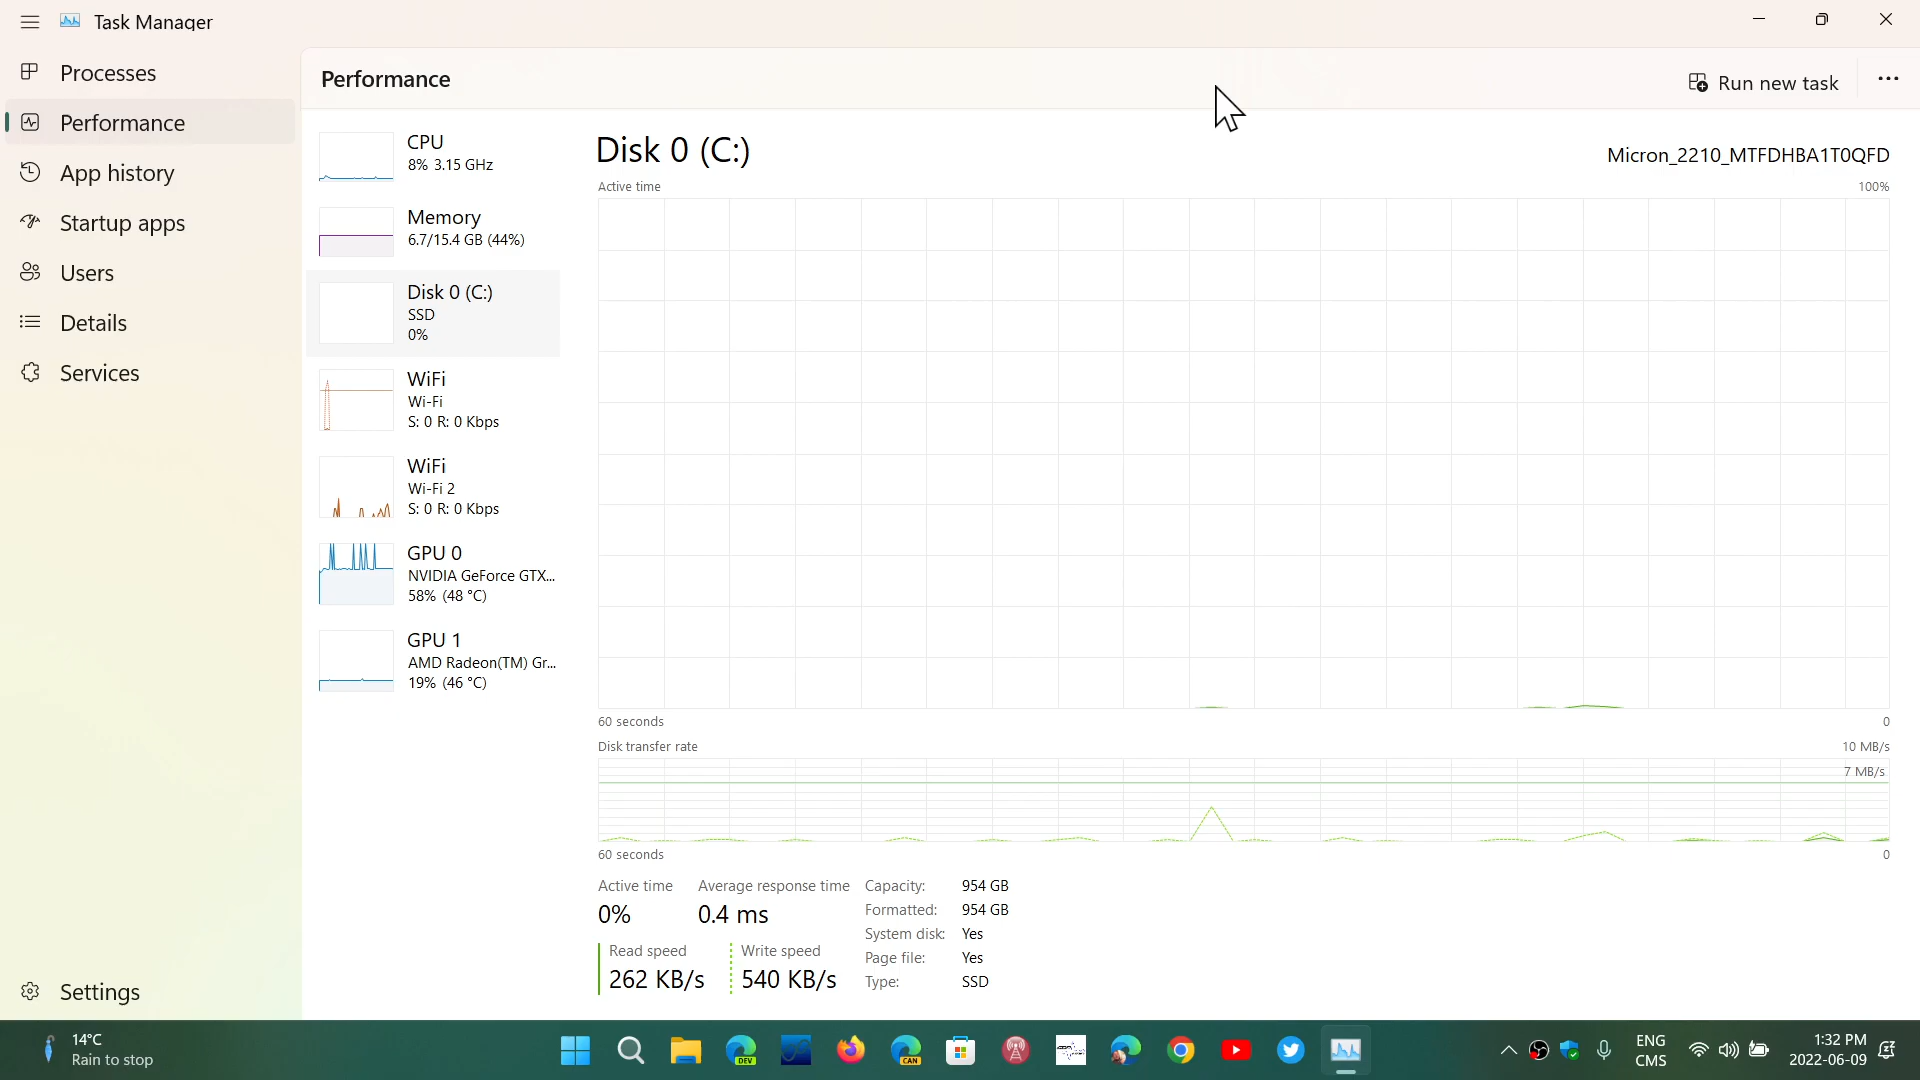 Task Manager
Processes
Performance
App history
Startup apps
Users
Details
Services
Settings
Performance
Run new task
CPU
8% 3.15 GHz
Memory
6.7/15.4 GB (44%)
Disk 0 (C:)
SSD
0%
WiFi
Wi-Fi
S: 0 R: 0 Kbps
WiFi
Wi-Fi 2
S: 0 R: 0 Kbps
GPU 0
NVIDIA GeForce GTX...
58% (48 °C)
GPU 1
AMD Radeon(TM) Gr...
19% (46 °C)
Disk 0 (C:)
Micron_2210_MTFDHBA1T0QFD
Active time 100%
60 seconds 0
Disk transfer rate 10 MB/s
7 MB/s
60 seconds 0
Active time
0%
Average response time
0.4 ms
Read speed
262 KB/s
Write speed
540 KB/s
Capacity: 954 GB
Formatted: 954 GB
System disk: Yes
Page file: Yes
Type: SSD
14°C
Rain to stop
DEV
CAN
ENG
CMS
1:32 PM
2022-06-09